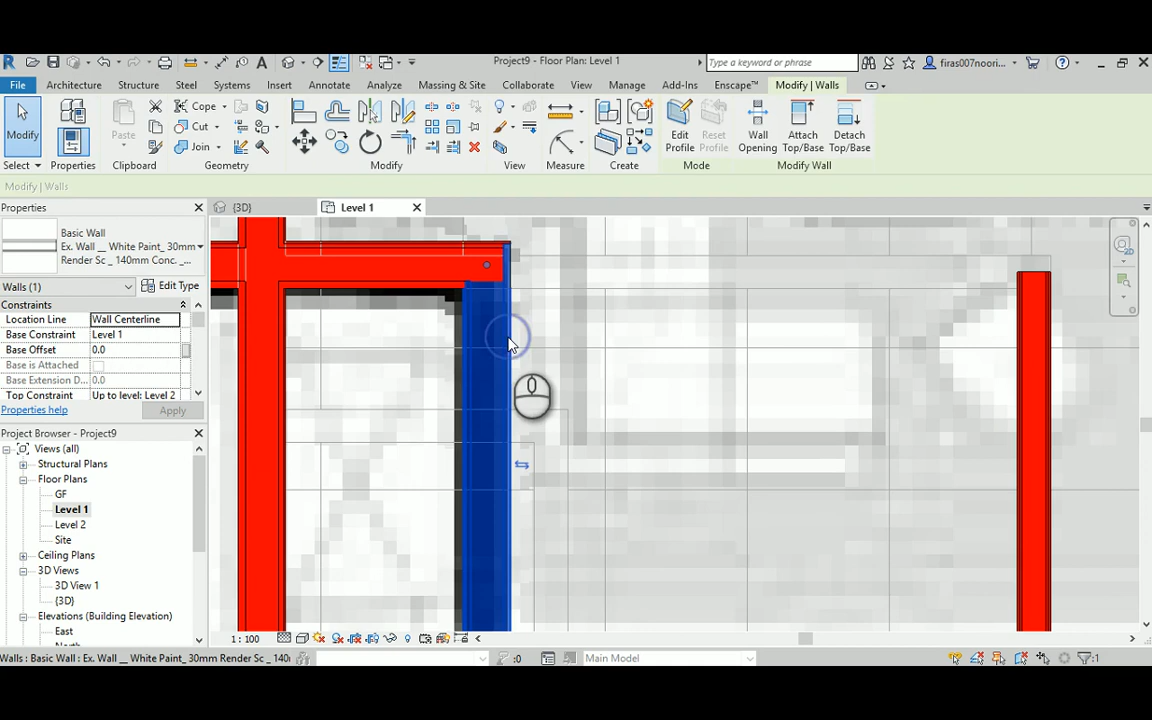 Project9 - Floor Plan: Level 1
Type a keyword or phrase
firas007noori...
File
Architecture
Structure
Steel
Systems
Insert
Annotate
Analyze
Massing & Site
Collaborate
View
Manage
Add-Ins
Enscape™
Modify | Walls
Modify
Paste
Cope
Cut
Join
Edit Profile
Reset Profile
Wall Opening
Attach Top/Base
Detach Top/Base
Select
Properties
Clipboard
Geometry
Modify
View
Measure
Create
Mode
Modify Wall
Modify | Walls
Properties
{3D}
Level 1
Basic Wall
Ex. Wall __ White Paint_ 30mm
Render Sc _ 140mm Conc. _...
Walls (1)
Edit Type
Constraints
Location Line Wall Centerline
Base Constraint Level 1
Base Offset 0.0
Base is Attached
Base Extension D... 0.0
Top Constraint Up to level: Level 2
Properties help
Apply
Project Browser - Project9
Views (all)
Structural Plans
Floor Plans
GF
Level 1
Level 2
Site
Ceiling Plans
3D Views
3D View 1
{3D}
Elevations (Building Elevation)
East
1 : 100
Walls : Basic Wall : Ex. Wall __ White Paint_ 30mm Render Sc _ 140m
:0
Main Model
:1